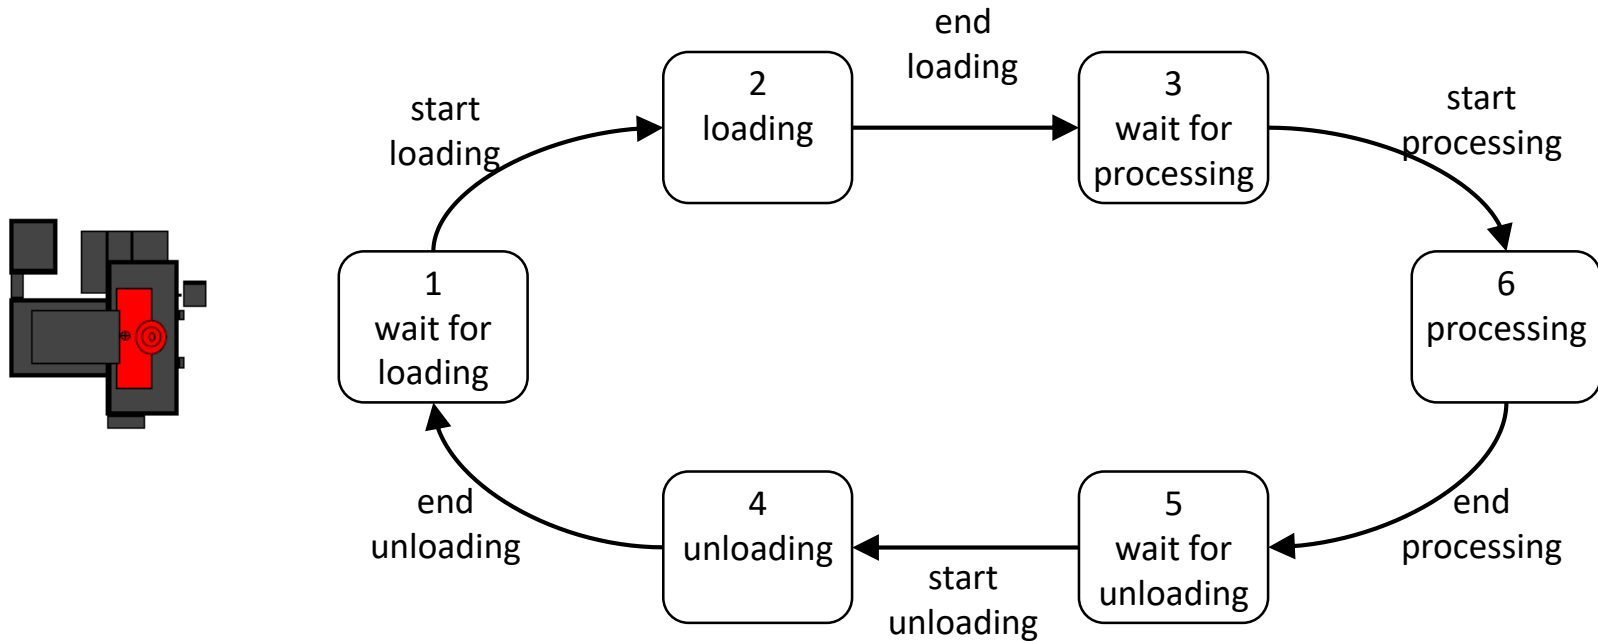 end
loading
2
loading
3
wait for
processing
start
loading
start
processing
1
wait for
loading
6
processing
end
unloading
4
unloading
start
unloading
5
wait for
unloading
end
processing